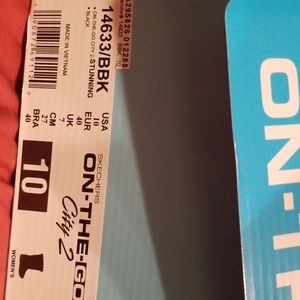 14633/BBK
• ON-THE-GO CITY 2-STUNNING
• BLACK
MADE IN VIETNAM
USA 10
EUR 40
UK 7
CM 27
BRA 40
SKECHERS
ON-THE-GO
City 2
10
WOMEN'S
ON-T